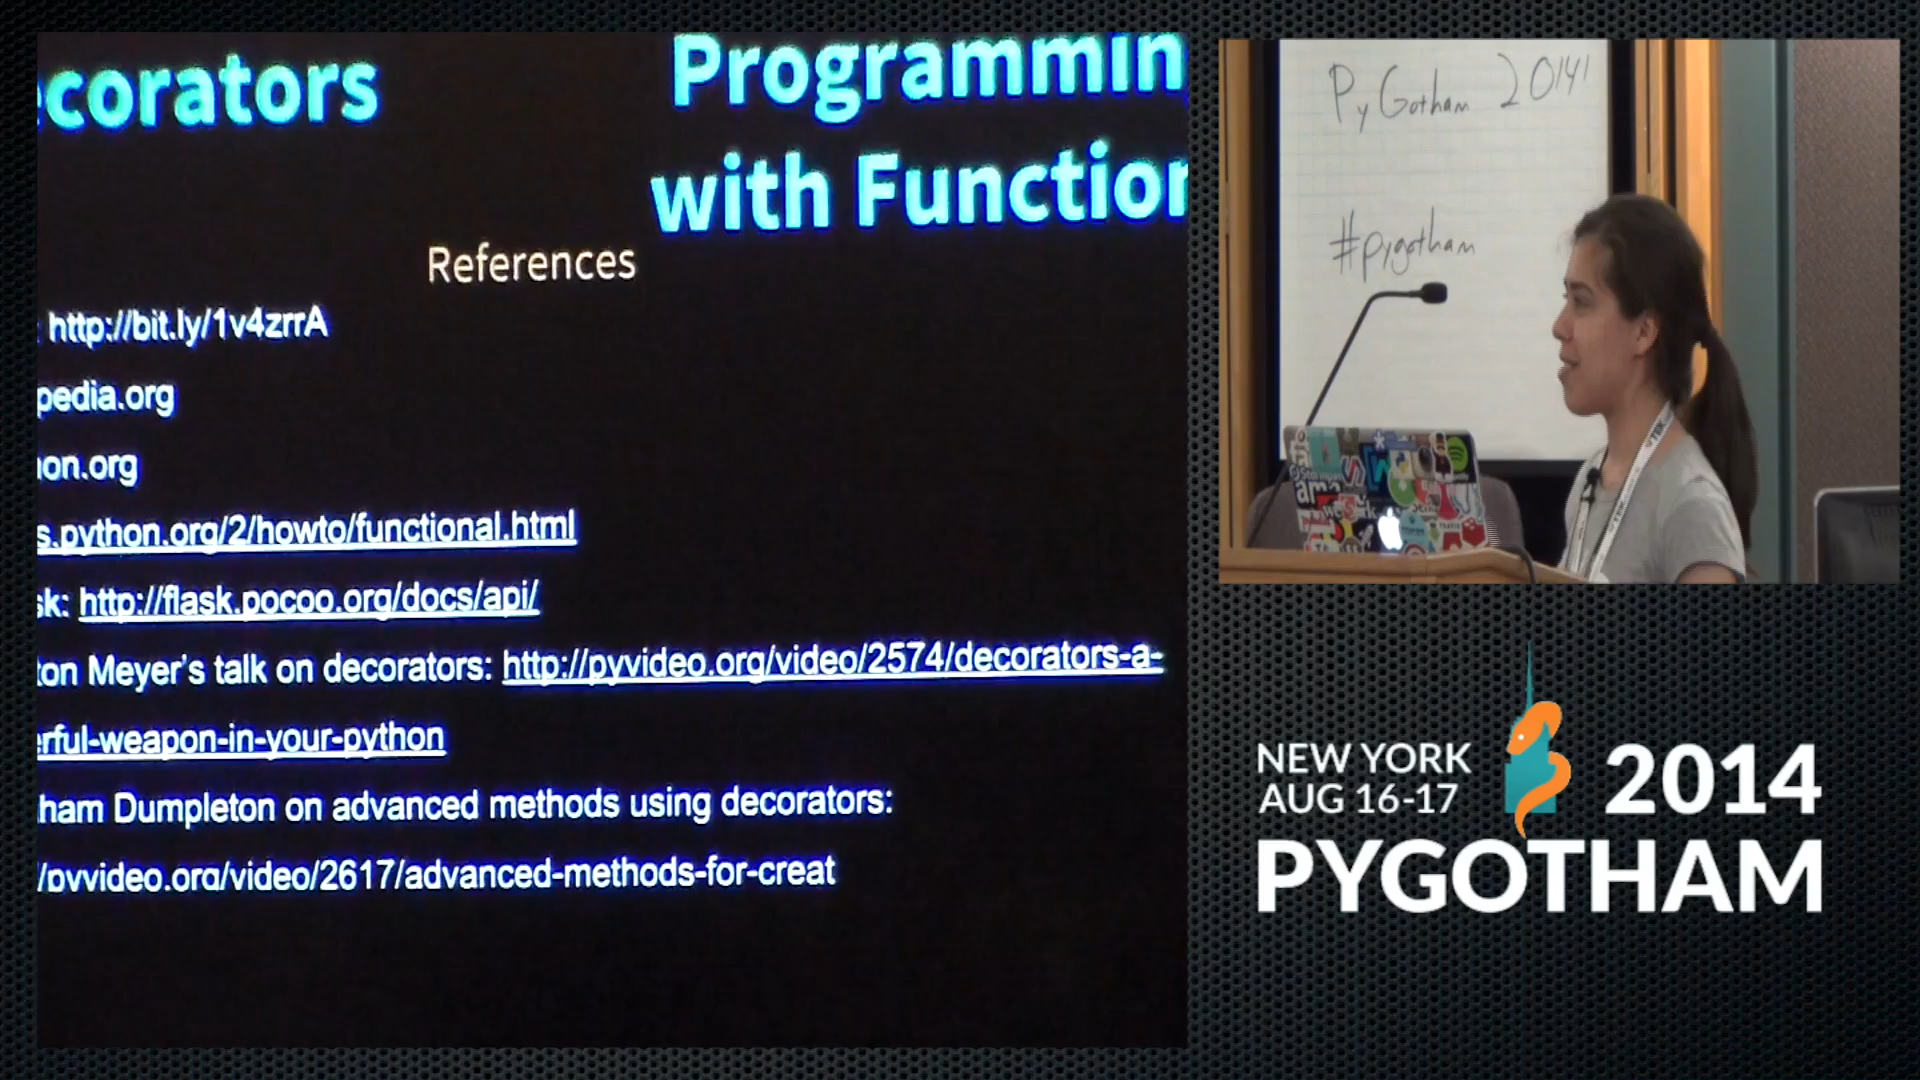 ecorators
Programmin
with Function
References
: http://bit.ly/1v4zrrA
pedia.org
on.org
s.python.org/2/howto/functional.html
sk: http://flask.pocoo.org/docs/api/
ton Meyer's talk on decorators: http://pyvideo.org/video/2574/decorators-a-
erful-weapon-in-your-python
ham Dumpleton on advanced methods using decorators:
/pyvideo.org/video/2617/advanced-methods-for-creat
PyGotham 2014!
#pygotham
NEW YORK
AUG 16-17
2014
PYGOTHAM